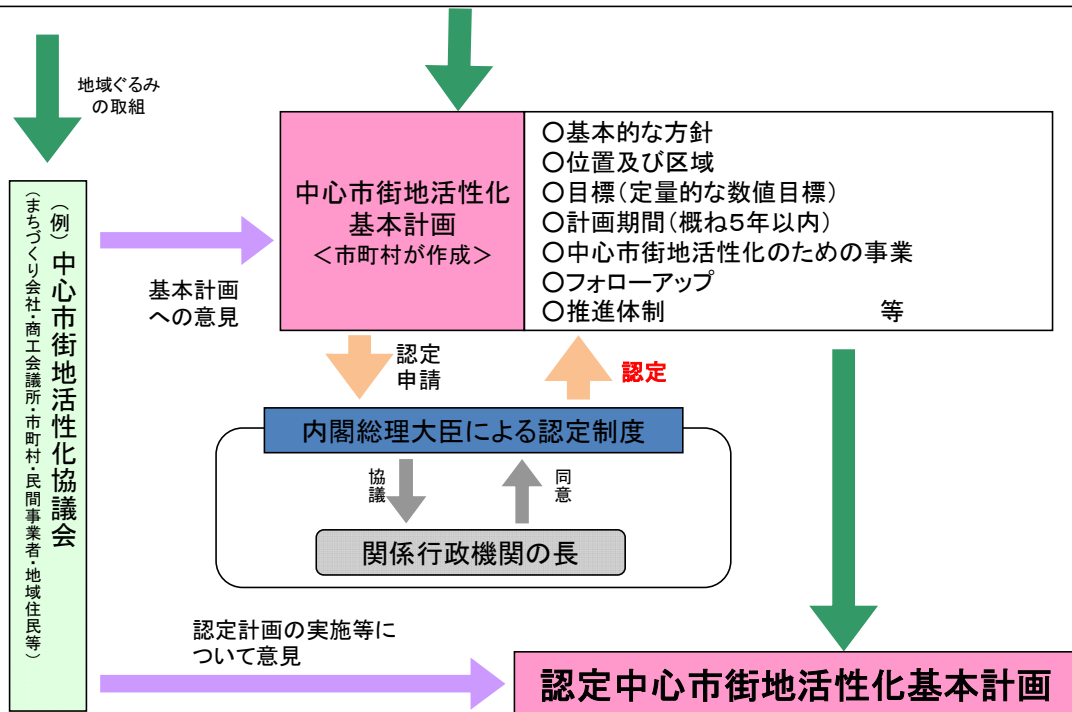 地域ぐるみ
の取組
(例)中心市街地活性化協議会
(まちづくり会社・商工会議所・市町村・民間事業者・地域住民等)
基本計画
への意見
中心市街地活性化
基本計画
<市町村が作成>
〇基本的な方針
〇位置及び区域
〇目標(定量的な数値目標)
〇計画期間(概ね5年以内)
〇中心市街地活性化のための事業
〇フォローアップ
〇推進体制 等
認定
申請
認定
内閣総理大臣による認定制度
協議
同意
関係行政機関の長
認定計画の実施等に
ついて意見
認定中心市街地活性化基本計画